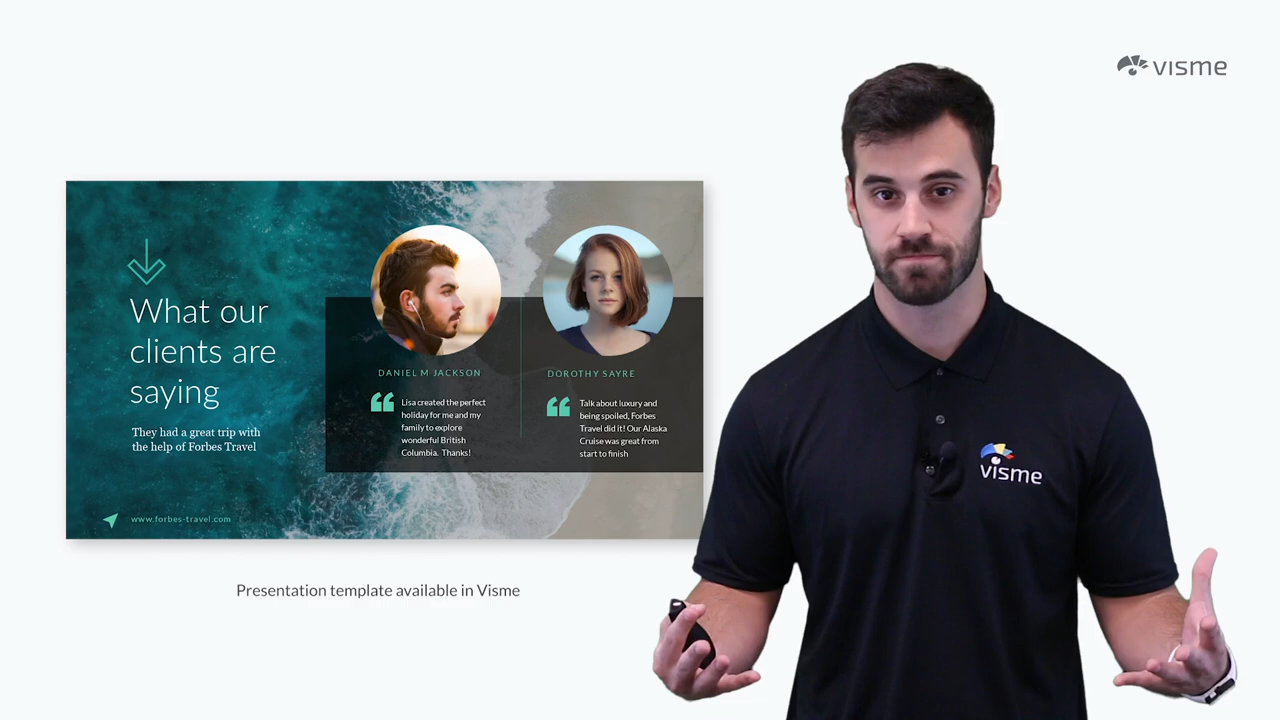 visme
What our
clients are
saying
They had a great trip with
the help of Forbes Travel
www.forbes-travel.com
DANIEL M JACKSON
Lisa created the perfect
holiday for me and my
family to explore
wonderful British
Columbia. Thanks!
DOROTHY SAYRE
Talk about luxury and
being spoiled, Forbes
Travel did it! Our Alaska
Cruise was great from
start to finish
visme
Presentation template available in Visme